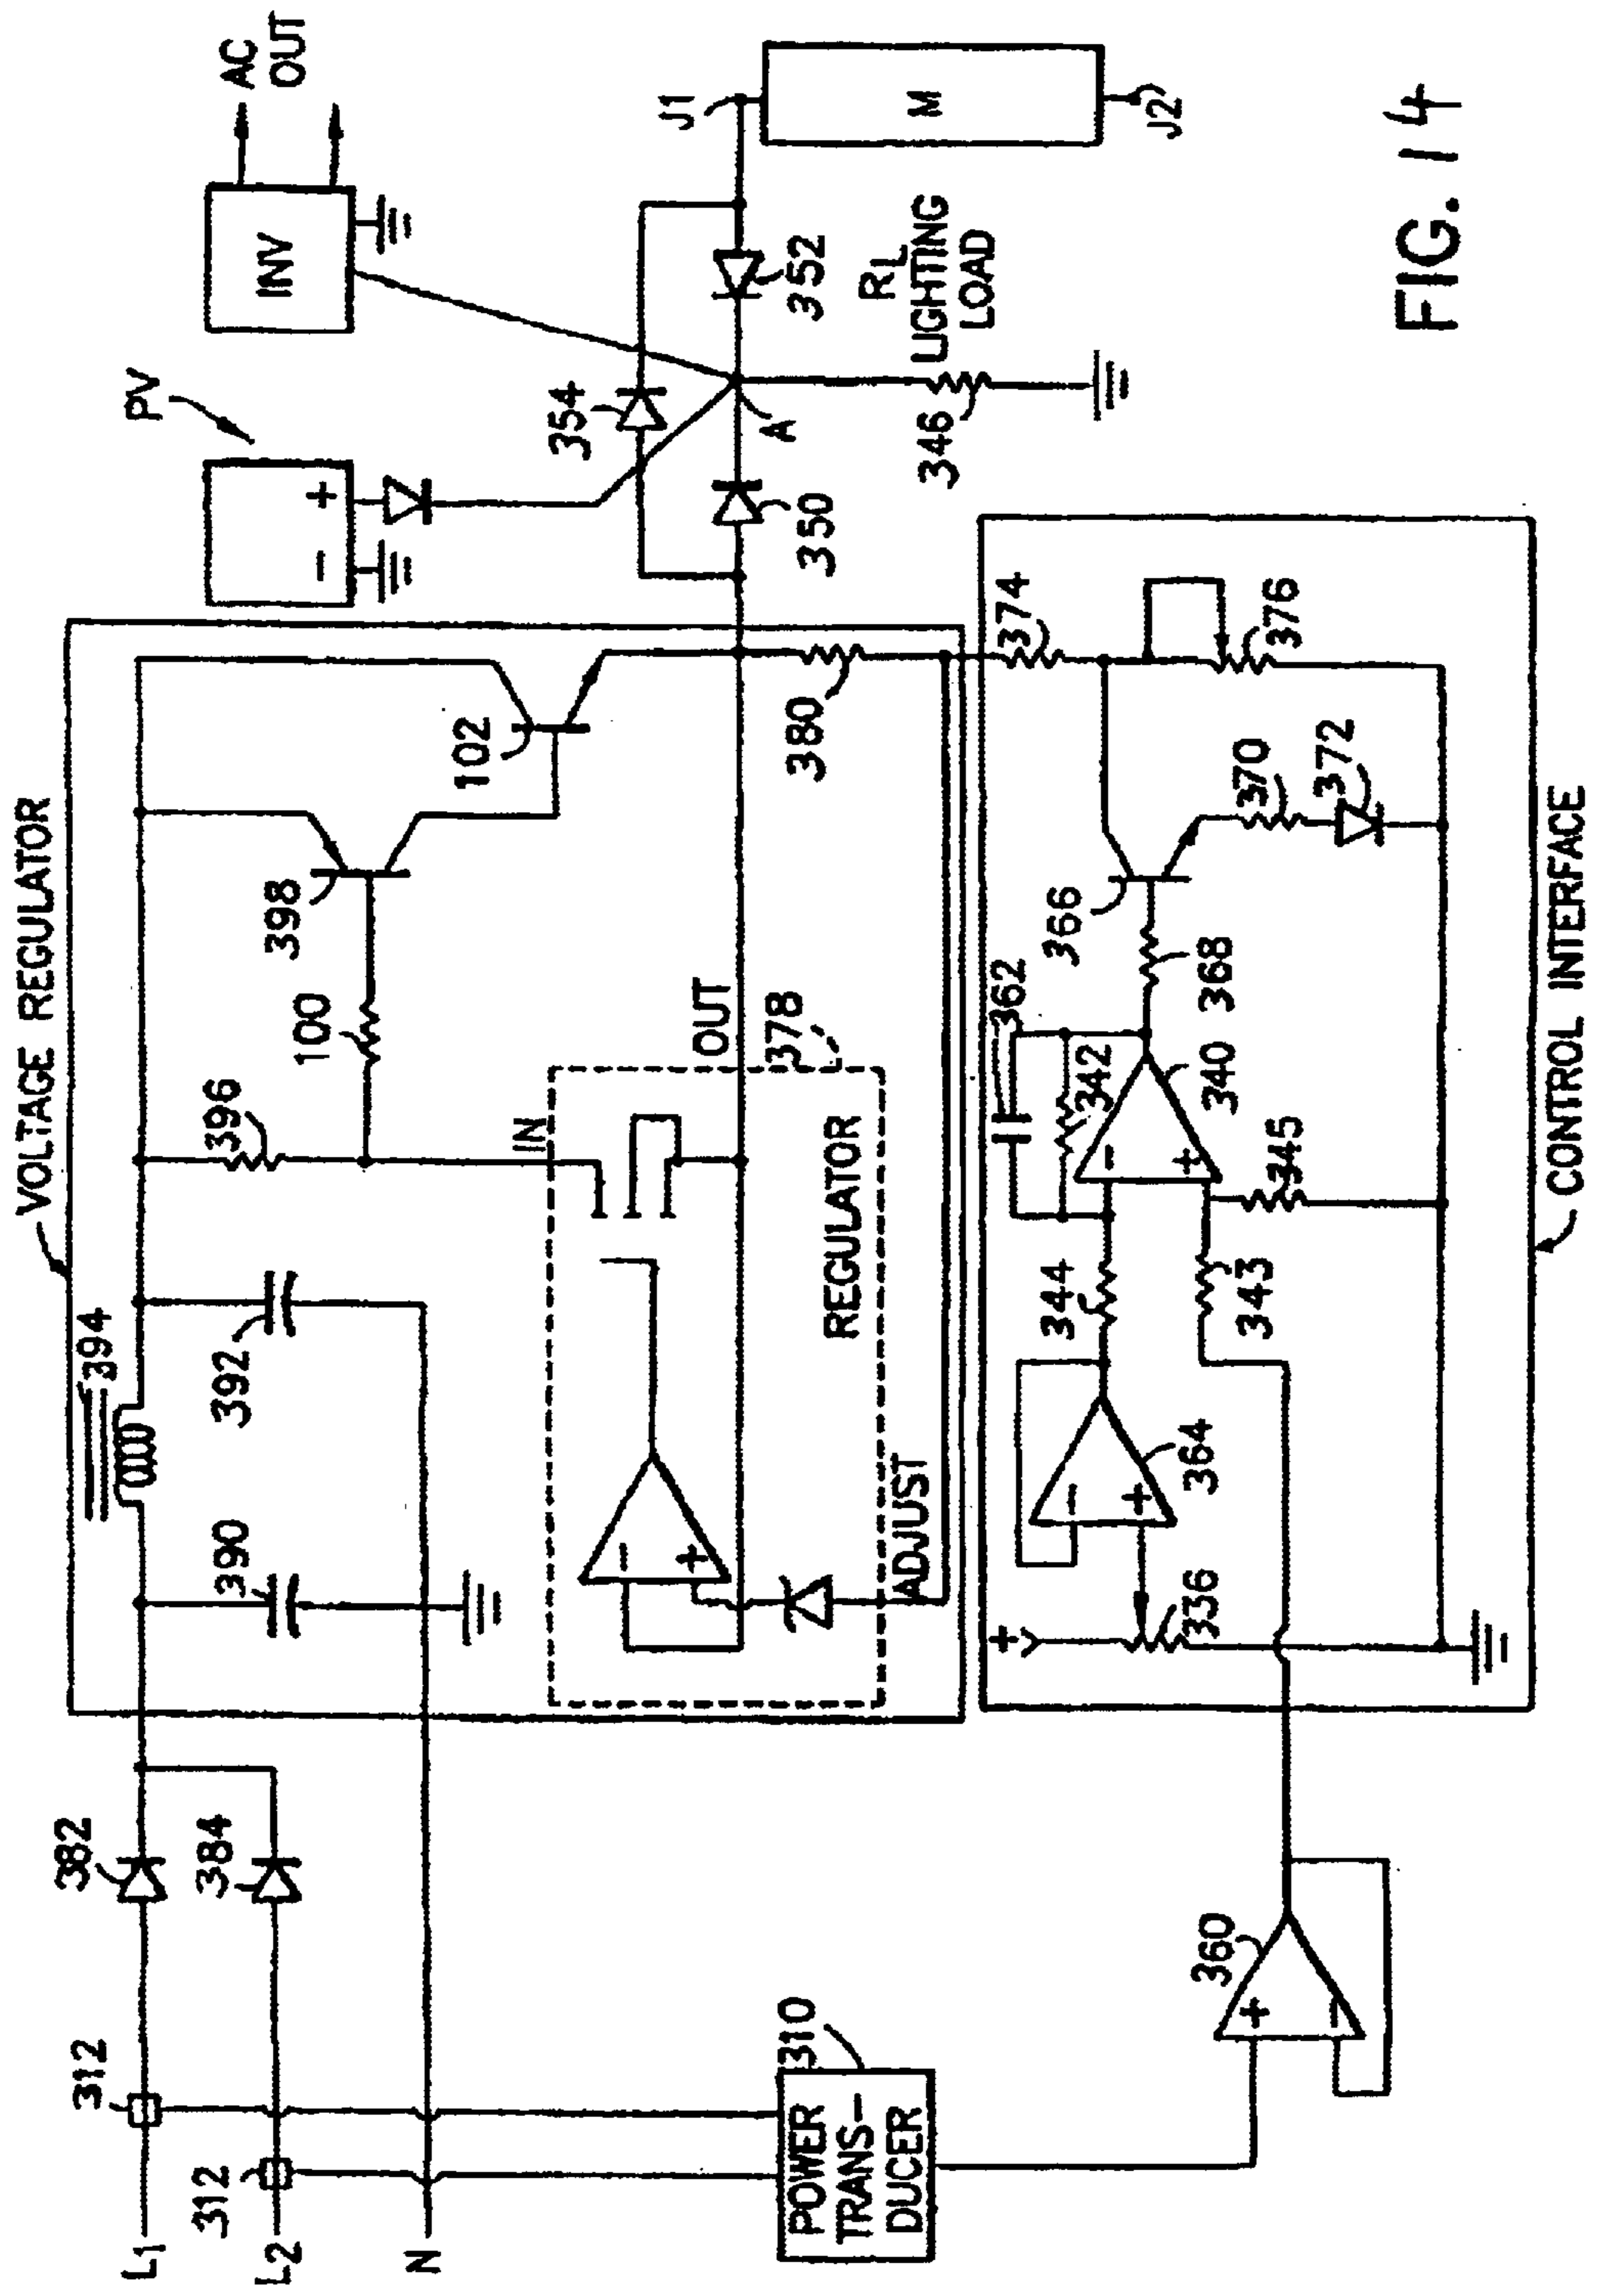 VOLTAGE REGULATOR
AC
OUT
INV
PV
J1
M
J2
394
390
392
396
100
398
102
354
352
350
A
RL
LIGHTING
LOAD
346
+
−
IN
OUT
378
REGULATOR
−
+
ADJUST
380
374
376
370
372
366
368
362
342
340
−
+
345
344
343
364
−
+
336
+
CONTROL INTERFACE
382
384
312
312
L1
L2
N
310
POWER
TRANS-
DUCER
360
+
−
FIG. 14